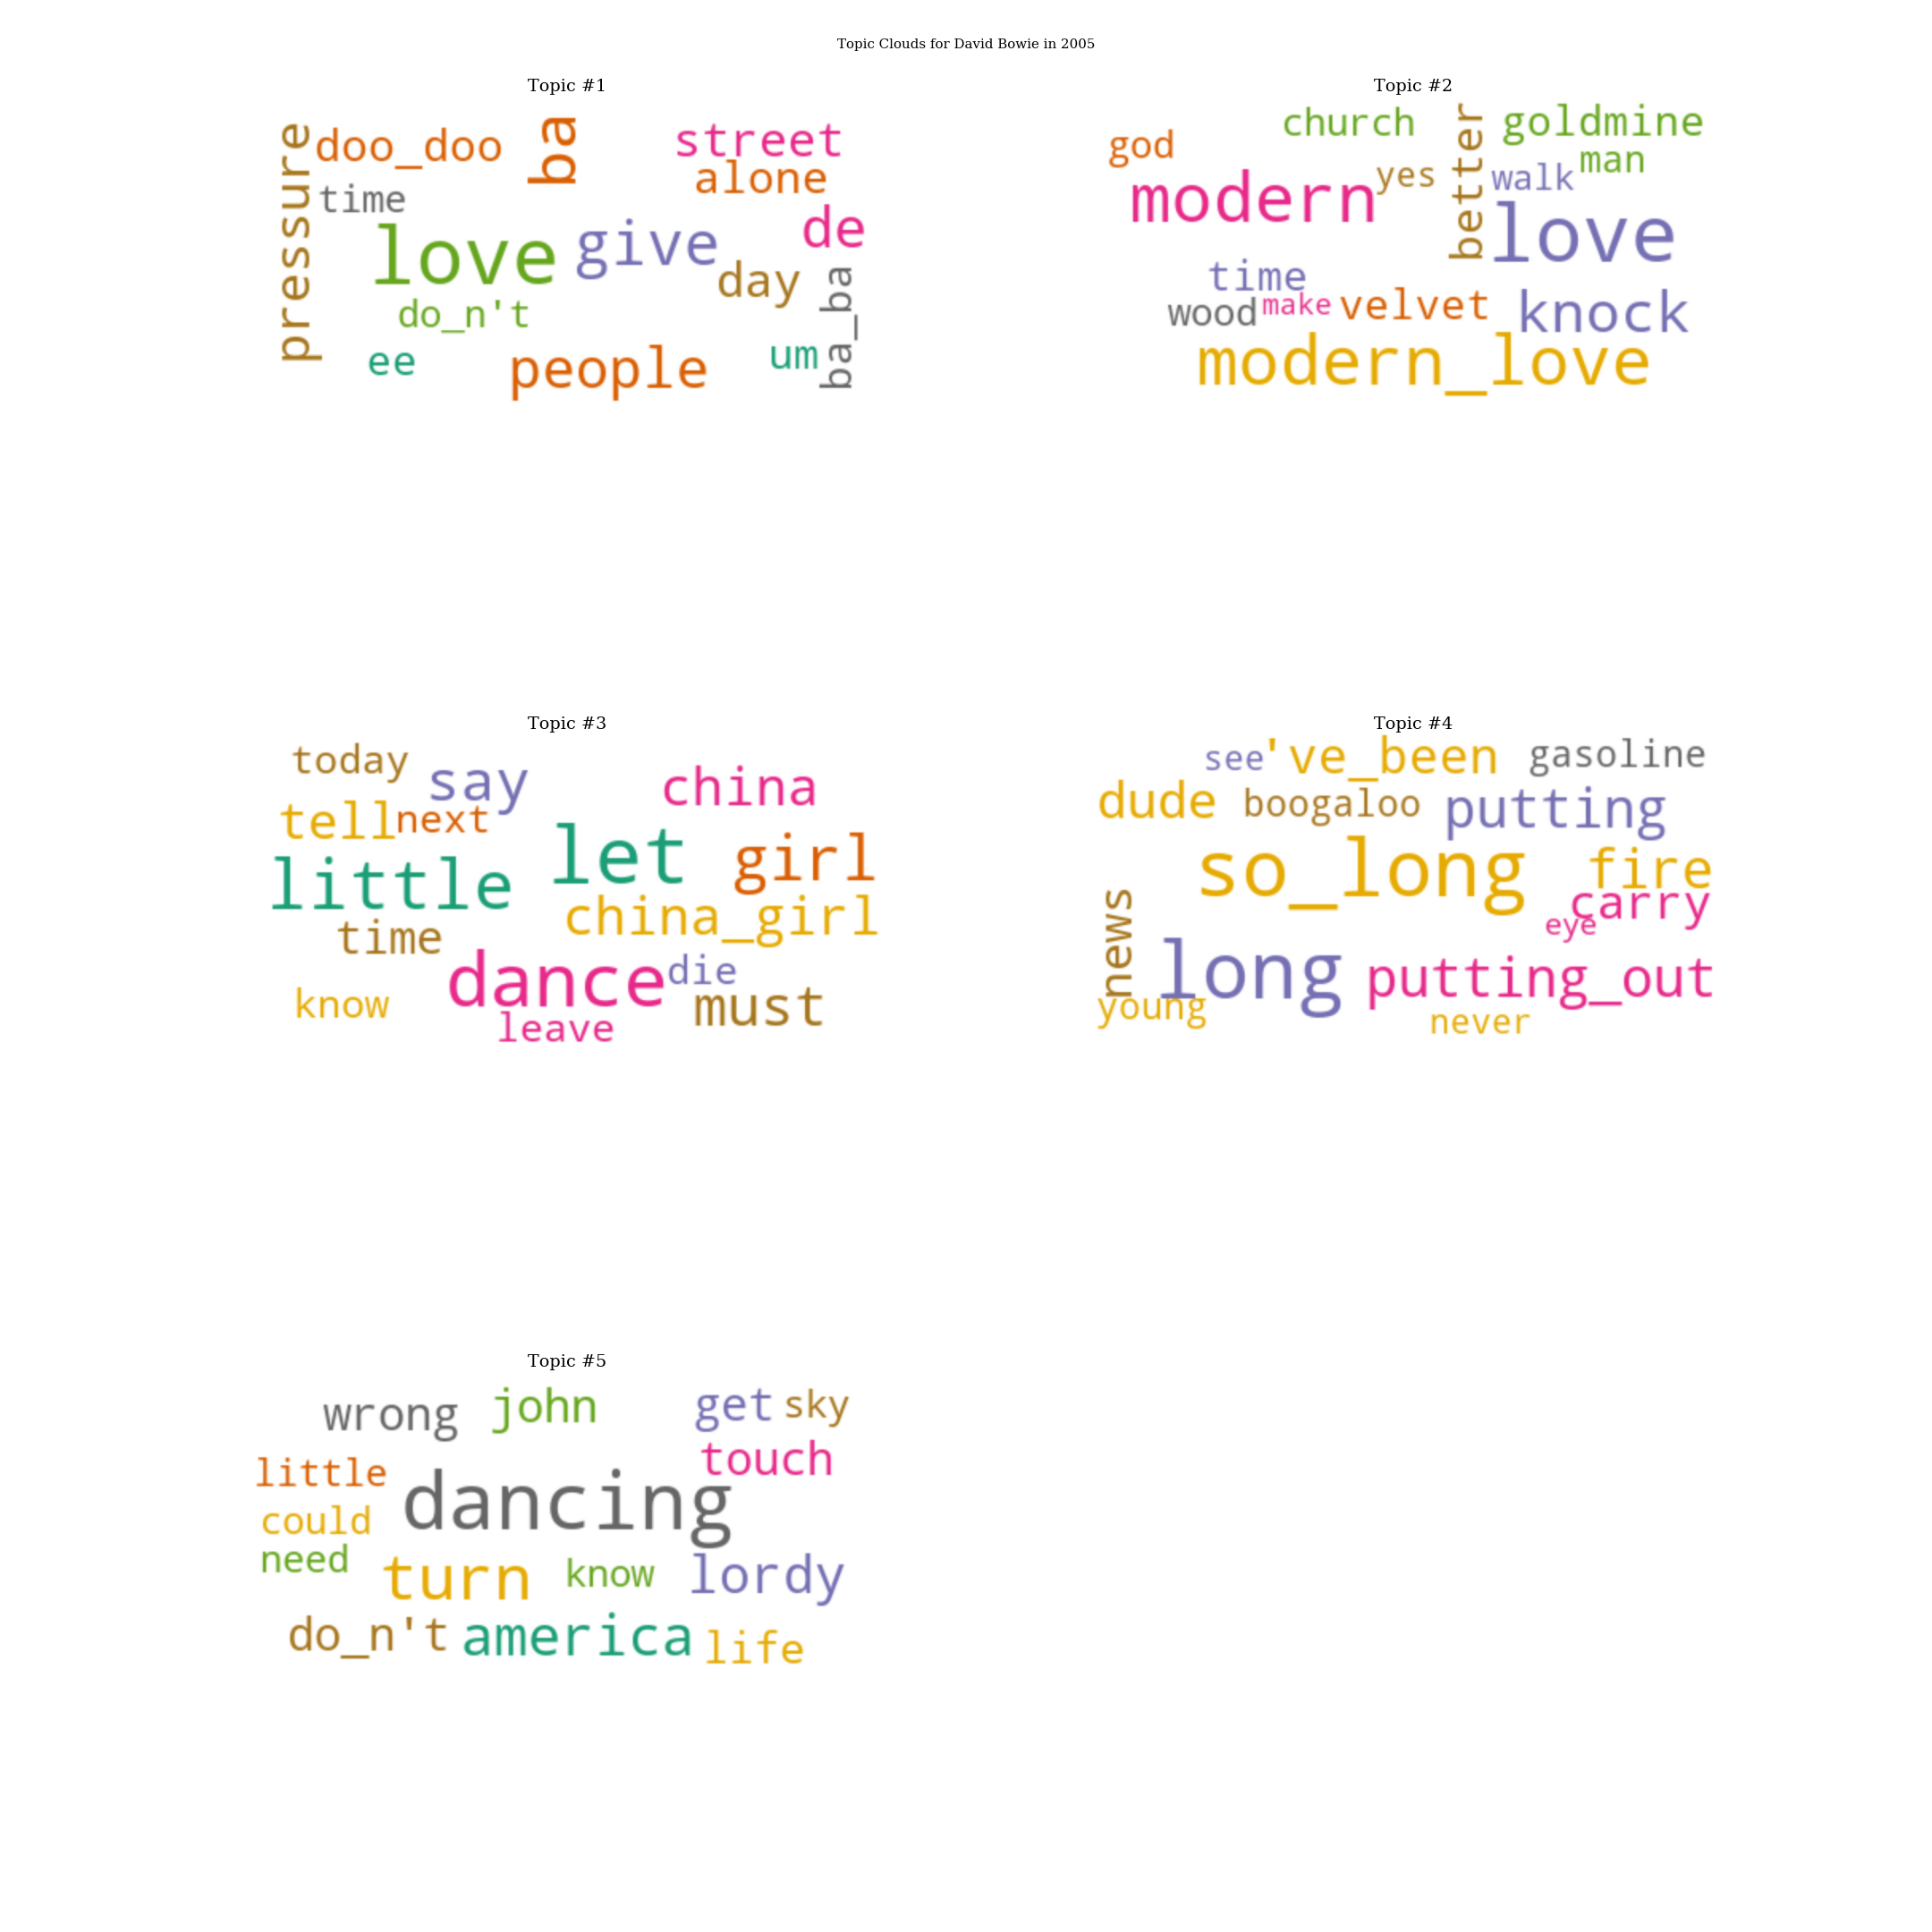 Topic Clouds for David Bowie in 2005
Topic #1
pressure
doo_doo
ba
street
time
alone
love
give
de
day
ba_ba
do_n't
ee
people
um
Topic #2
church
better
goldmine
god
man
yes
walk
modern
love
time
wood
make
velvet
knock
modern_love
Topic #3
today
say
china
tell
next
let
girl
little
china_girl
time
dance
die
know
must
leave
Topic #4
see
've_been
gasoline
dude
boogaloo
putting
so_long
fire
carry
eye
news
long
putting_out
young
never
Topic #5
wrong
john
get
sky
touch
little
dancing
could
need
turn
know
lordy
do_n't
america
life